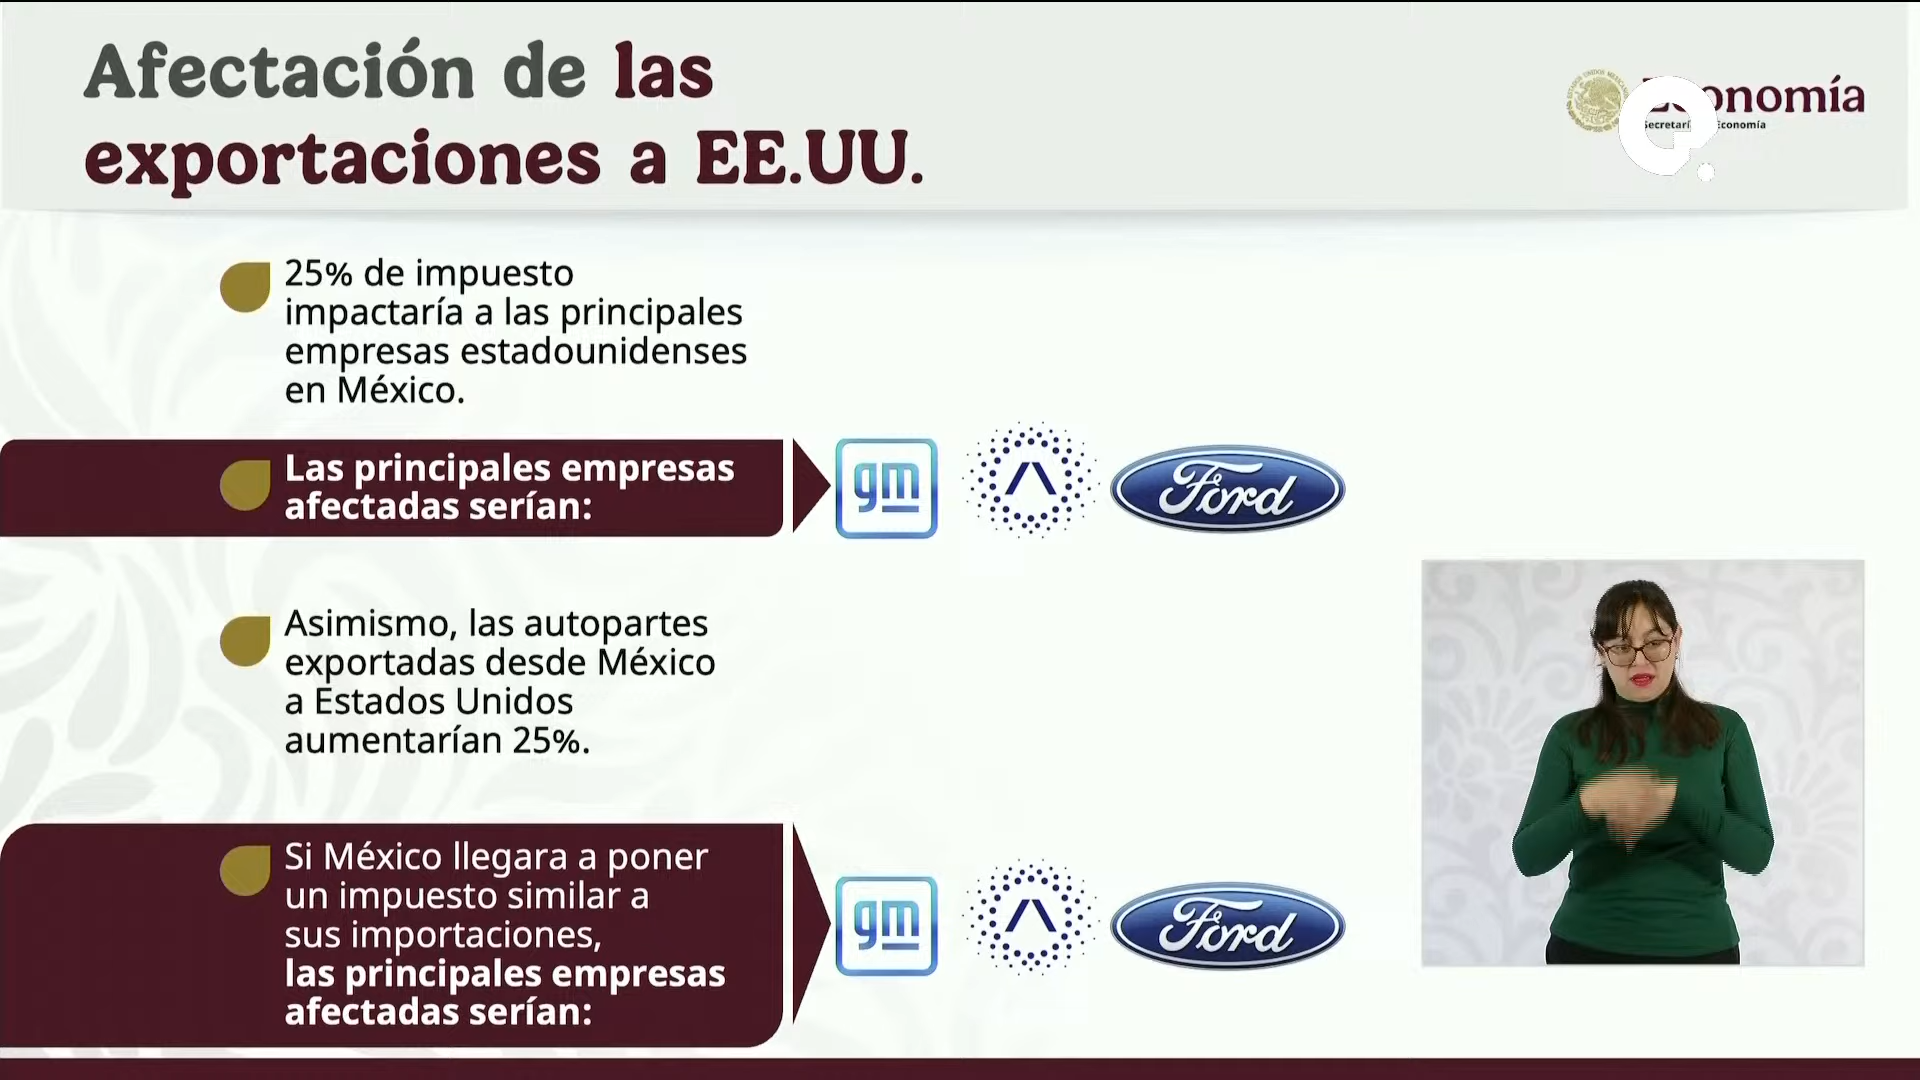 Afectación de las
exportaciones a EE.UU.
Economía
25% de impuesto
impactaría a las principales
empresas estadounidenses
en México.
Las principales empresas
afectadas serían:
gm
Ford
Asimismo, las autopartes
exportadas desde México
a Estados Unidos
aumentarían 25%.
Si México llegara a poner
un impuesto similar a
sus importaciones,
las principales empresas
afectadas serían:
gm
Ford